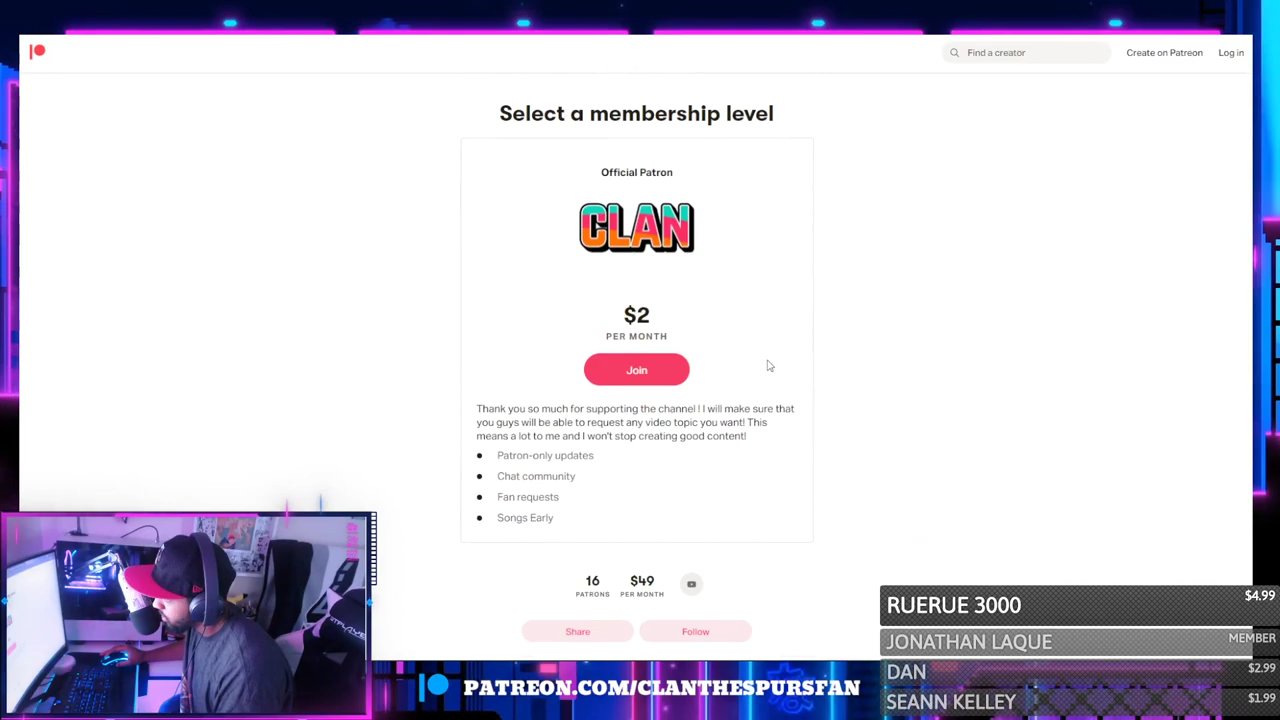 Find a creator
Create on Patreon
Log in
Select a membership level
Official Patron
CLAN
$2
PER MONTH
Join
Thank you so much for supporting the channel ! I will make sure that
you guys will be able to request any video topic you want! This
means a lot to me and I won't stop creating good content!
Patron-only updates
Chat community
Fan requests
Songs Early
16
PATRONS
$49
PER MONTH
Share
Follow
RUERUE 3000 $4.99
JONATHAN LAQUE MEMBER
DAN $2.99
SEANN KELLEY $1.99
PATREON.COM/CLANTHESPURSFAN